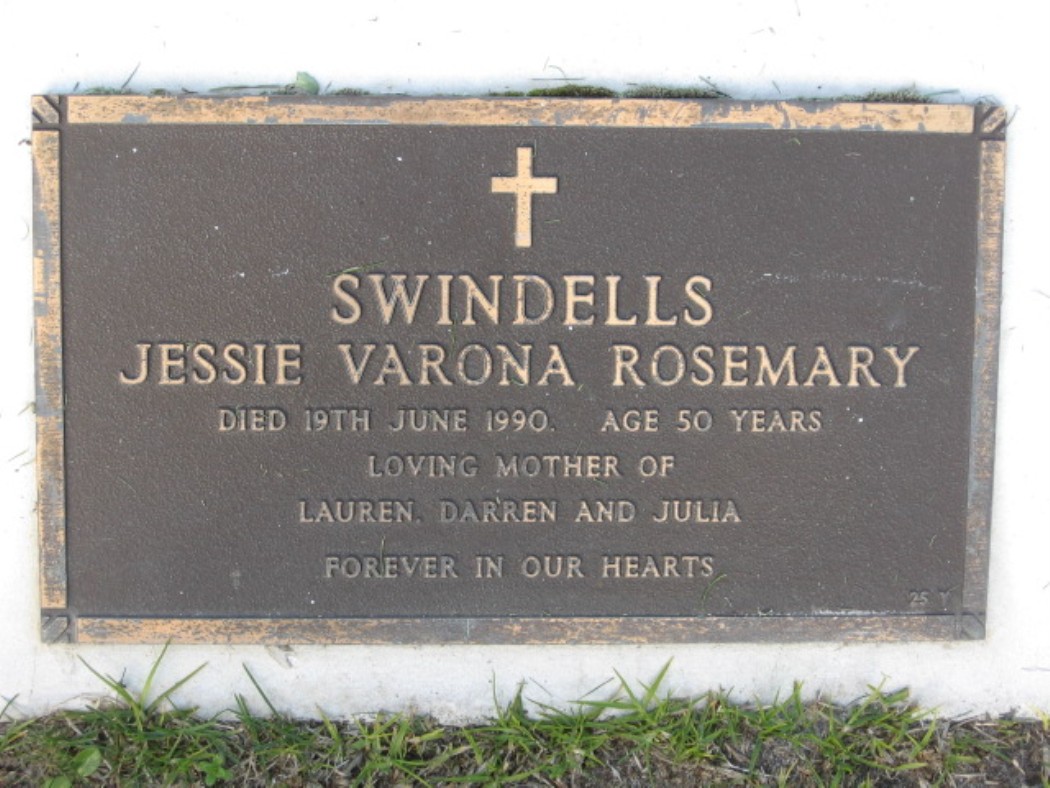 SWINDELLS
JESSIE VARONA ROSEMARY
DIED 19TH JUNE 1990. AGE 50 YEARS
LOVING MOTHER OF
LAUREN, DARREN AND JULIA
FOREVER IN OUR HEARTS
25 Y